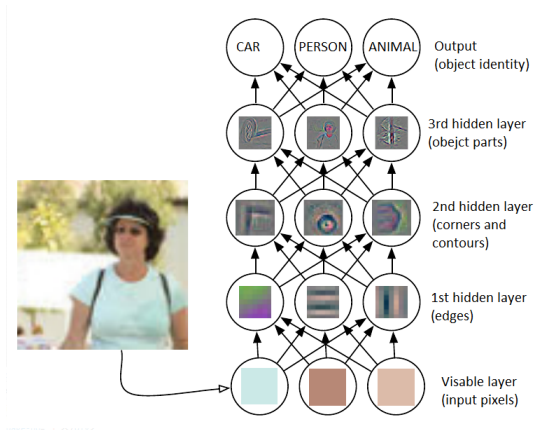 CAR PERSON ANIMAL Output
(object identity)
3rd hidden layer
(obejct parts)
2nd hidden layer
(corners and
contours)
1st hidden layer
(edges)
Visable layer
(input pixels)